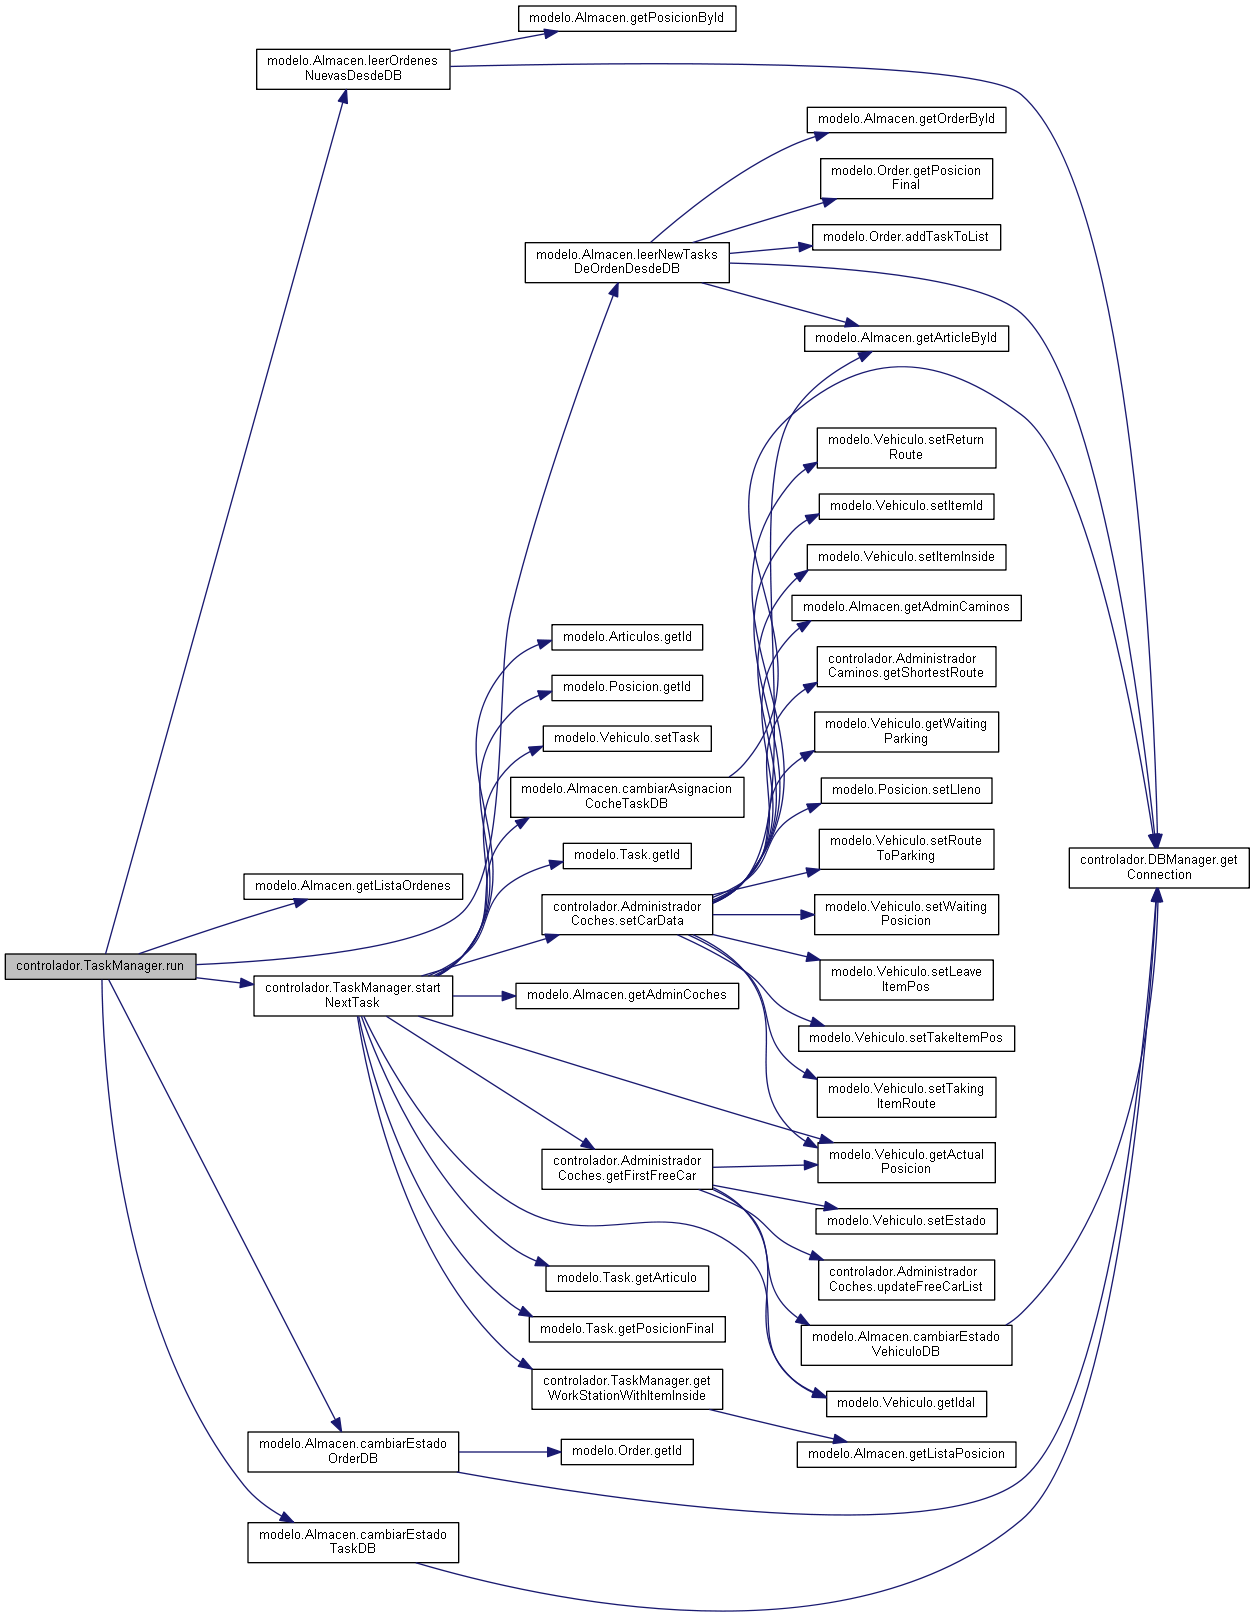 modelo.Almacen.getPosicionById
modelo.Almacen.leerOrdenes
NuevasDesdeDB
modelo.Almacen.getOrderById
modelo.Order.getPosicion
Final
modelo.Order.addTaskToList
modelo.Almacen.leerNewTasks
DeOrdenDesdeDB
modelo.Almacen.getArticleById
modelo.Vehiculo.setReturn
Route
modelo.Vehiculo.setItemId
modelo.Vehiculo.setItemInside
modelo.Almacen.getAdminCaminos
modelo.Articulos.getId
controlador.Administrador
Caminos.getShortestRoute
modelo.Posicion.getId
modelo.Vehiculo.getWaiting
Parking
modelo.Vehiculo.setTask
modelo.Almacen.cambiarAsignacion
CocheTaskDB
modelo.Posicion.setLleno
modelo.Vehiculo.setRoute
ToParking
modelo.Task.getId
controlador.DBManager.get
Connection
modelo.Almacen.getListaOrdenes
controlador.Administrador
Coches.setCarData
modelo.Vehiculo.setWaiting
Posicion
controlador.TaskManager.run
modelo.Vehiculo.setLeave
ItemPos
controlador.TaskManager.start
NextTask
modelo.Almacen.getAdminCoches
modelo.Vehiculo.setTakeItemPos
modelo.Vehiculo.setTaking
ItemRoute
modelo.Vehiculo.getActual
Posicion
controlador.Administrador
Coches.getFirstFreeCar
modelo.Vehiculo.setEstado
modelo.Task.getArticulo
controlador.Administrador
Coches.updateFreeCarList
modelo.Task.getPosicionFinal
modelo.Almacen.cambiarEstado
VehiculoDB
controlador.TaskManager.get
WorkStationWithItemInside
modelo.Vehiculo.getIdal
modelo.Almacen.cambiarEstado
OrderDB
modelo.Order.getId
modelo.Almacen.getListaPosicion
modelo.Almacen.cambiarEstado
TaskDB